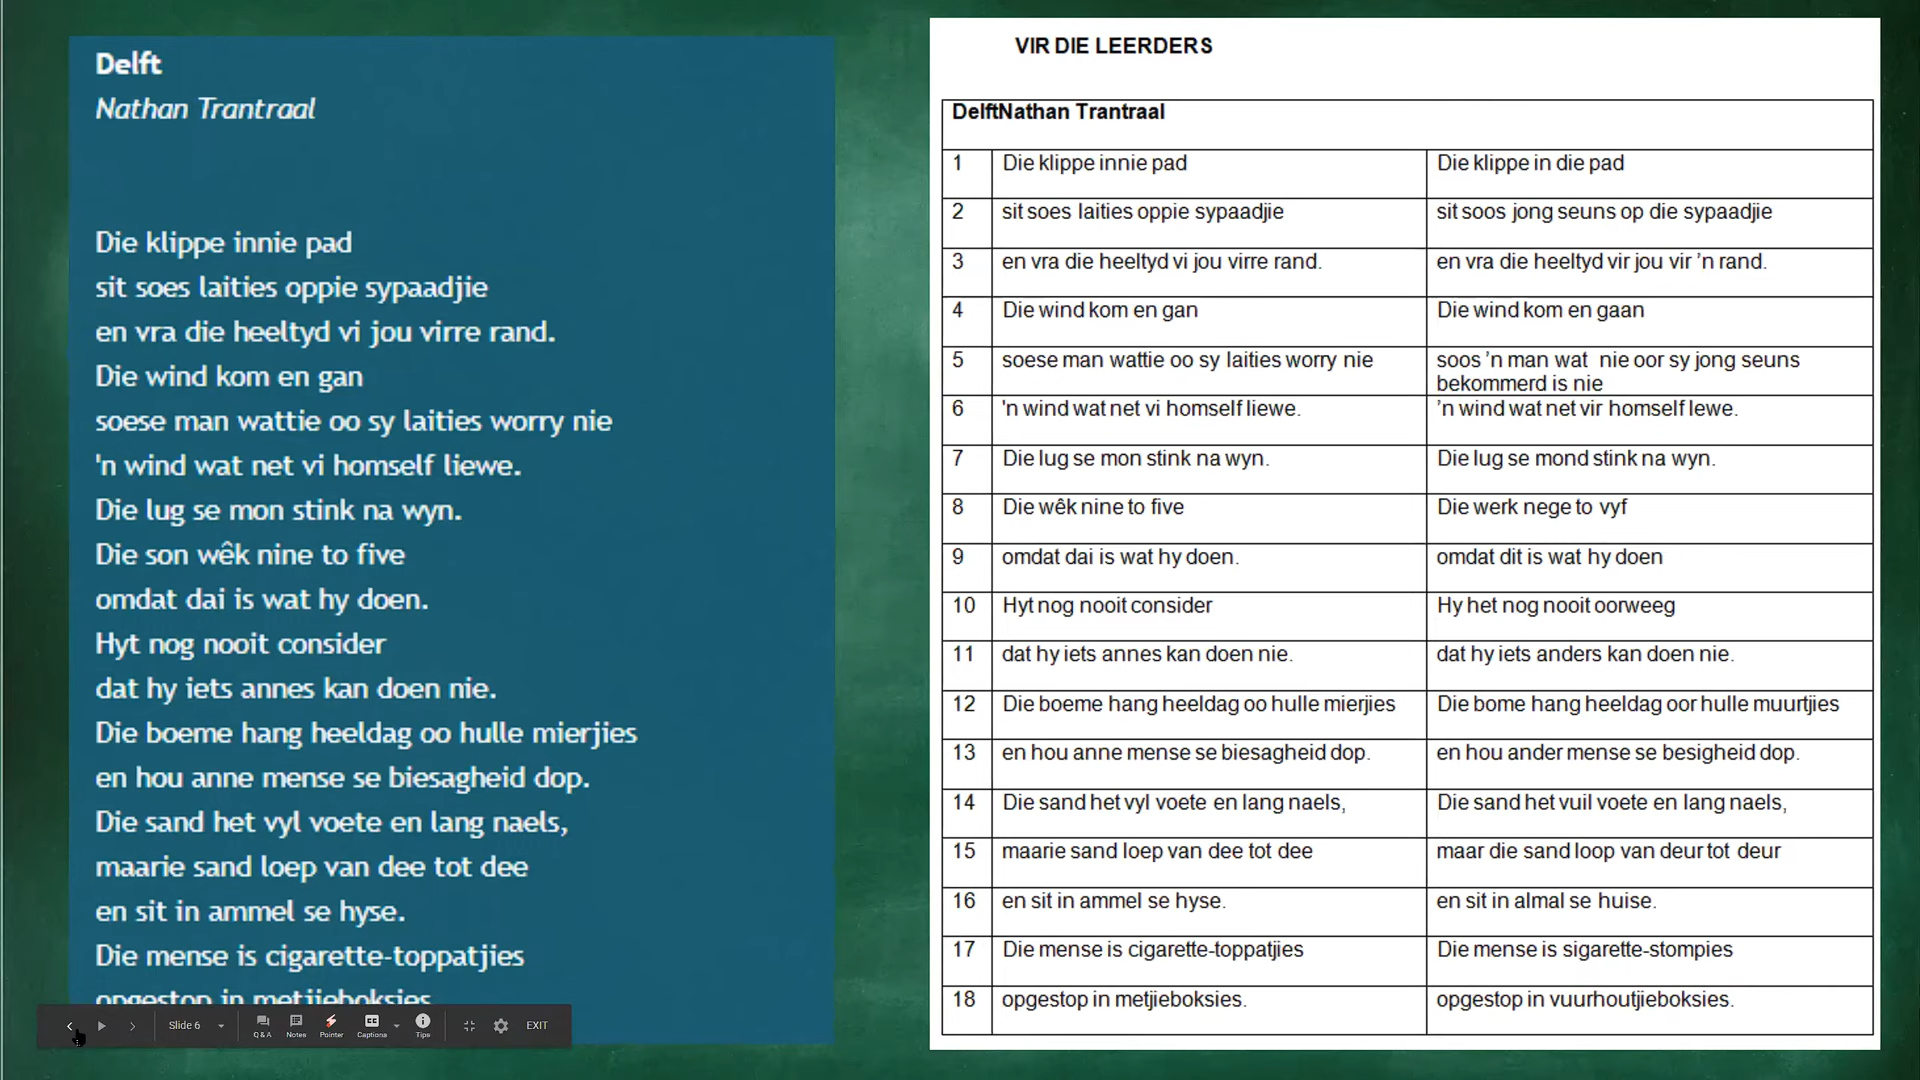 Delft
Nathan Trantraal
Die klippe innie pad
sit soes laities oppie sypaadjie
en vra die heeltyd vi jou virre rand.
Die wind kom en gan
soese man wattie oo sy laities worry nie
'n wind wat net vi homself liewe.
Die lug se mon stink na wyn.
Die son wêk nine to five
omdat dai is wat hy doen.
Hyt nog nooit consider
dat hy iets annes kan doen nie.
Die boeme hang heeldag oo hulle mierjies
en hou anne mense se biesagheid dop.
Die sand het vyl voete en lang naels,
maarie sand loep van dee tot dee
en sit in ammel se hyse.
Die mense is cigarette-toppatjies
opgestop in metjieboksies
Slide 6
Q & A
Notes
Pointer
Captions
Tips
EXIT
VIR DIE LEERDERS
DelftNathan Trantraal
1 Die klippe innie pad Die klippe in die pad
2 sit soes laities oppie sypaadjie sit soos jong seuns op die sypaadjie
3 en vra die heeltyd vi jou virre rand. en vra die heeltyd vir jou vir ’n rand.
4 Die wind kom en gan Die wind kom en gaan
5 soese man wattie oo sy laities worry nie soos ’n man wat nie oor sy jong seuns
bekommerd is nie
6 'n wind wat net vi homself liewe. ’n wind wat net vir homself lewe.
7 Die lug se mon stink na wyn. Die lug se mond stink na wyn.
8 Die wêk nine to five Die werk nege to vyf
9 omdat dai is wat hy doen. omdat dit is wat hy doen
10 Hyt nog nooit consider Hy het nog nooit oorweeg
11 dat hy iets annes kan doen nie. dat hy iets anders kan doen nie.
12 Die boeme hang heeldag oo hulle mierjies Die bome hang heeldag oor hulle muurtjies
13 en hou anne mense se biesagheid dop. en hou ander mense se besigheid dop.
14 Die sand het vyl voete en lang naels, Die sand het vuil voete en lang naels,
15 maarie sand loep van dee tot dee maar die sand loop van deur tot deur
16 en sit in ammel se hyse. en sit in almal se huise.
17 Die mense is cigarette-toppatjies Die mense is sigarette-stompies
18 opgestop in metjieboksies. opgestop in vuurhoutjieboksies.